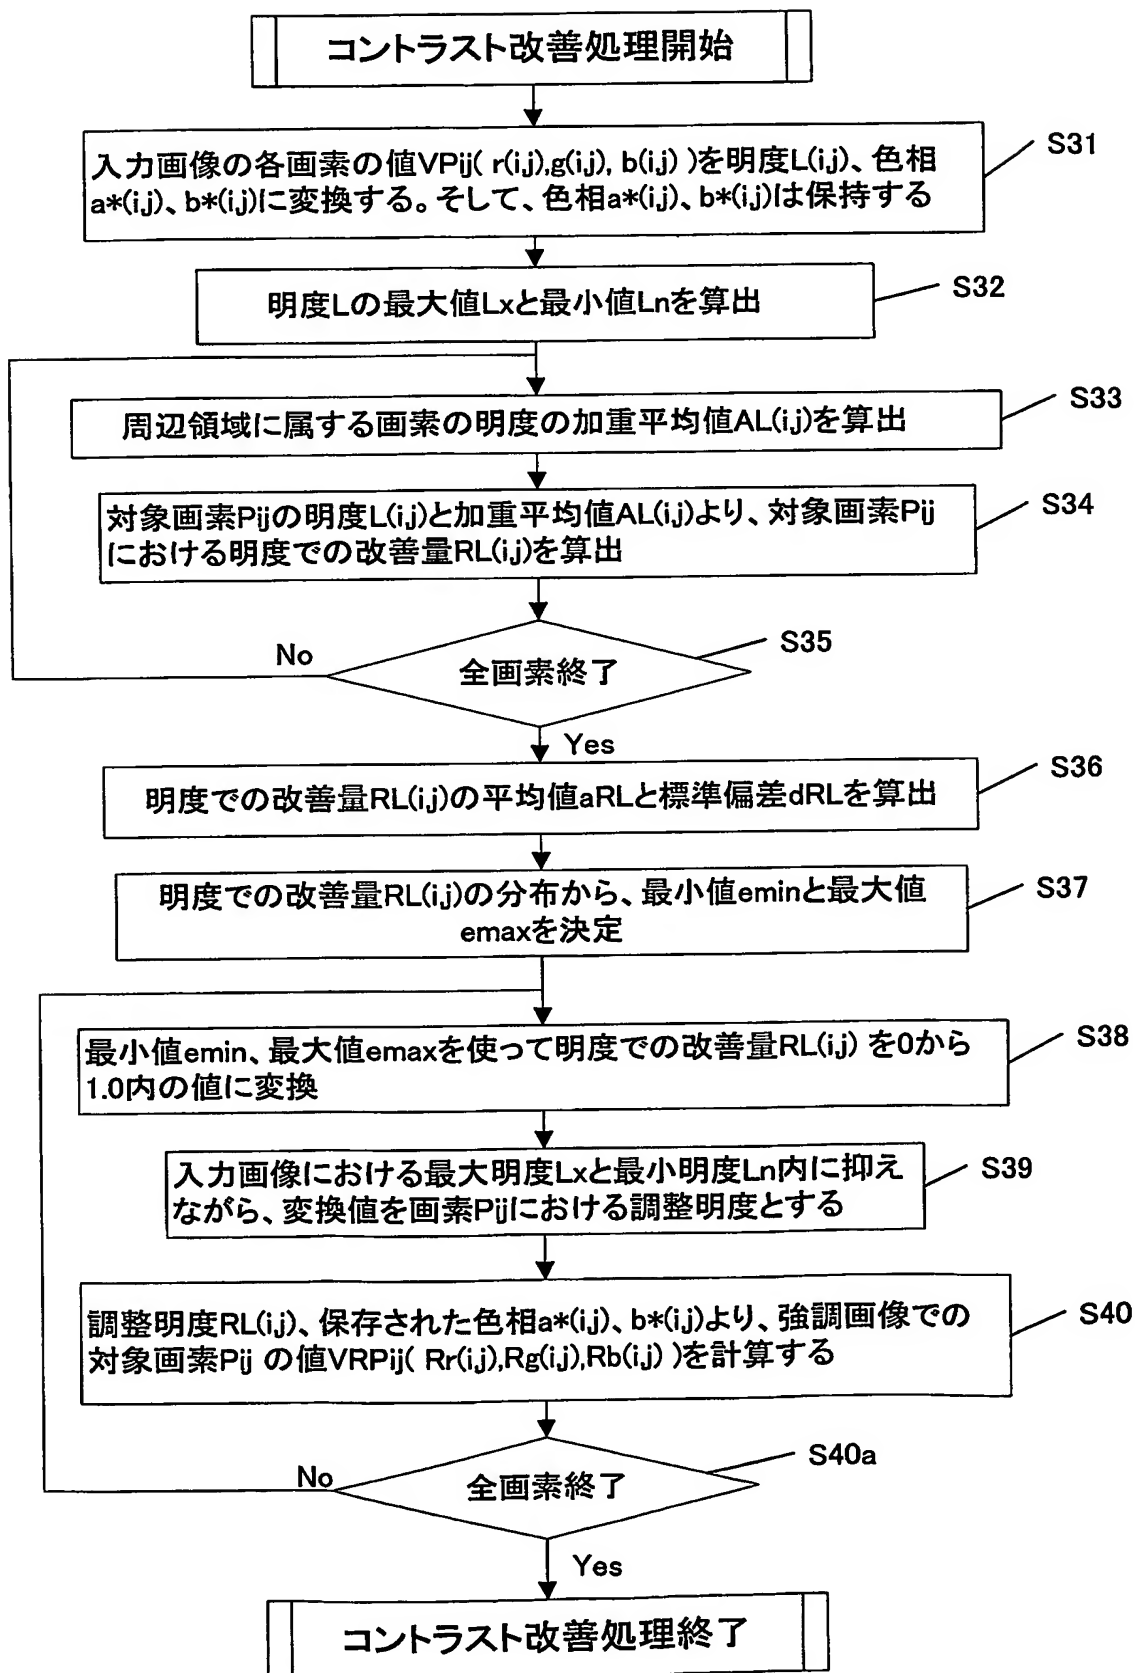 コントラスト改善処理開始
入力画像の各画素の値VPij( r(i,j),g(i,j), b(i,j) )を明度L(i,j)、色相
a*(i,j)、b*(i,j)に変換する。そして、色相a*(i,j)、b*(i,j)は保持する
S31
明度Lの最大値Lxと最小値Lnを算出
S32
周辺領域に属する画素の明度の加重平均値AL(i,j)を算出
S33
対象画素Pijの明度L(i,j)と加重平均値AL(i,j)より、対象画素Pij
における明度での改善量RL(i,j)を算出
S34
全画素終了
S35
No
Yes
明度での改善量RL(i,j)の平均値aRLと標準偏差dRLを算出
S36
明度での改善量RL(i,j)の分布から、最小値eminと最大値
emaxを決定
S37
最小値emin、最大値emaxを使って明度での改善量RL(i,j) を0から
1.0内の値に変換
S38
入力画像における最大明度Lxと最小明度Ln内に抑え
ながら、変換値を画素Pijにおける調整明度とする
S39
調整明度RL(i,j)、保存された色相a*(i,j)、b*(i,j)より、強調画像での
対象画素Pij の値VRPij( Rr(i,j),Rg(i,j),Rb(i,j) )を計算する
S40
全画素終了
S40a
No
Yes
コントラスト改善処理終了